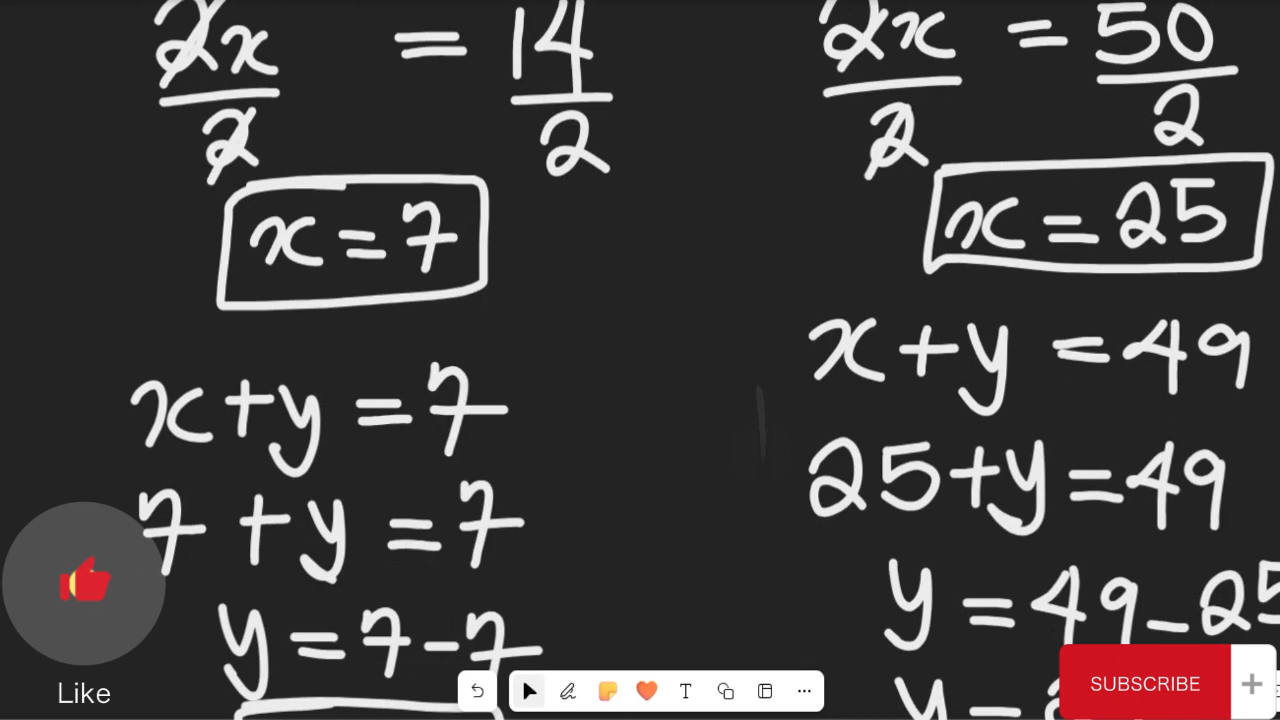 2x/2 = 14/2
x = 7
x + y = 7
7 + y = 7
y = 7 - 7
2x/2 = 50/2
x = 25
x + y = 49
25 + y = 49
y = 49 - 25
y =
Like
T
SUBSCRIBE